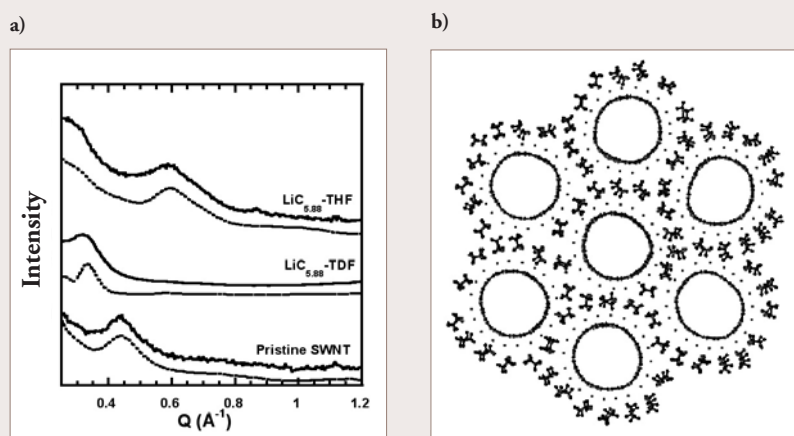 a)
b)
Intensity
LiC5.88-THF
LiC5.88-TDF
Pristine SWNT
0.4 0.6 0.8 1 1.2
Q (Å-1)